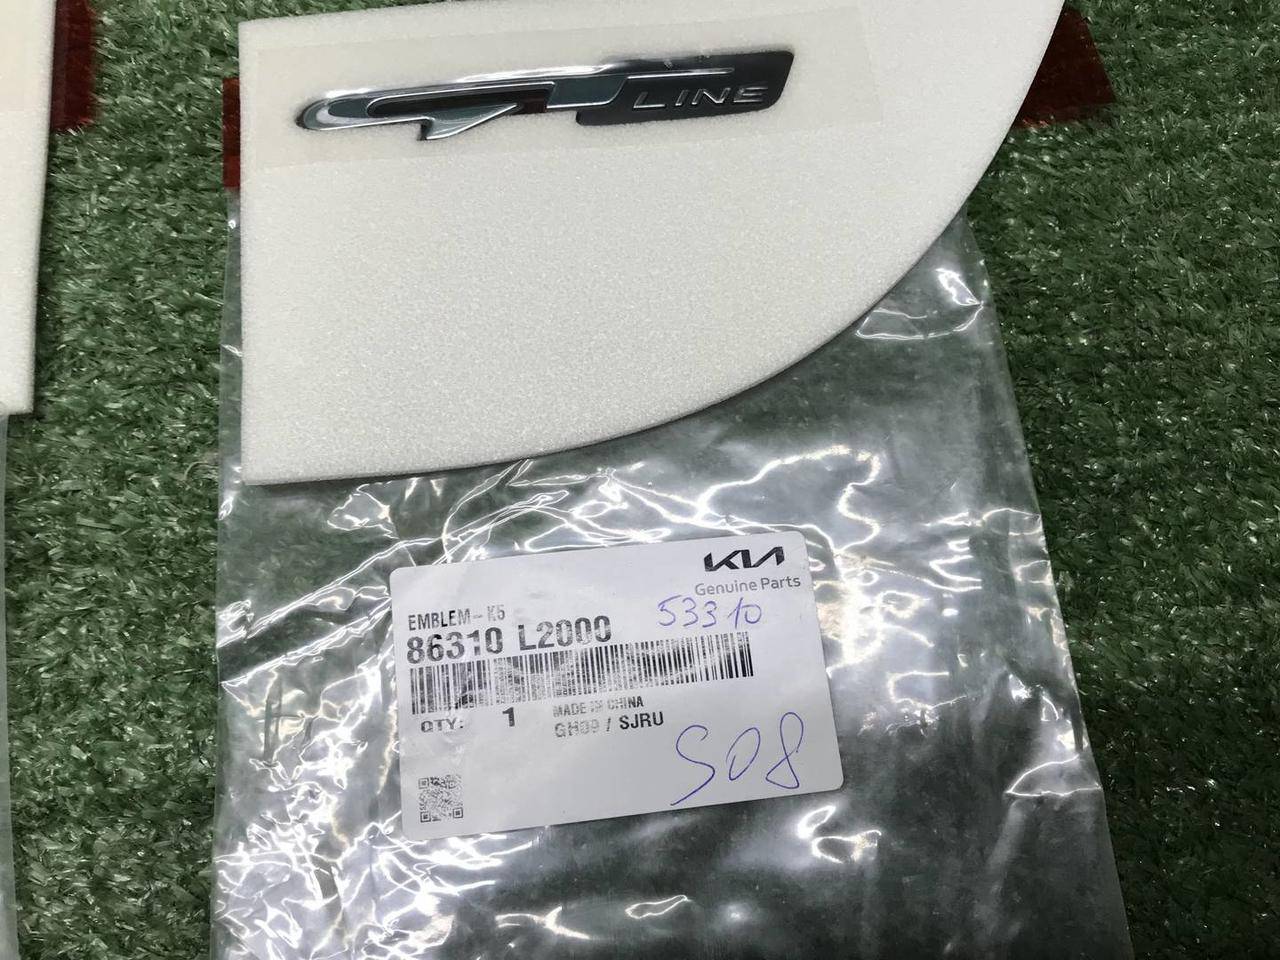 GT LINE
KIA
Genuine Parts
EMBLEM-K5
53310
86310 L2000
QTY: 1 MADE IN CHINA
GH09 / SJRU
S08